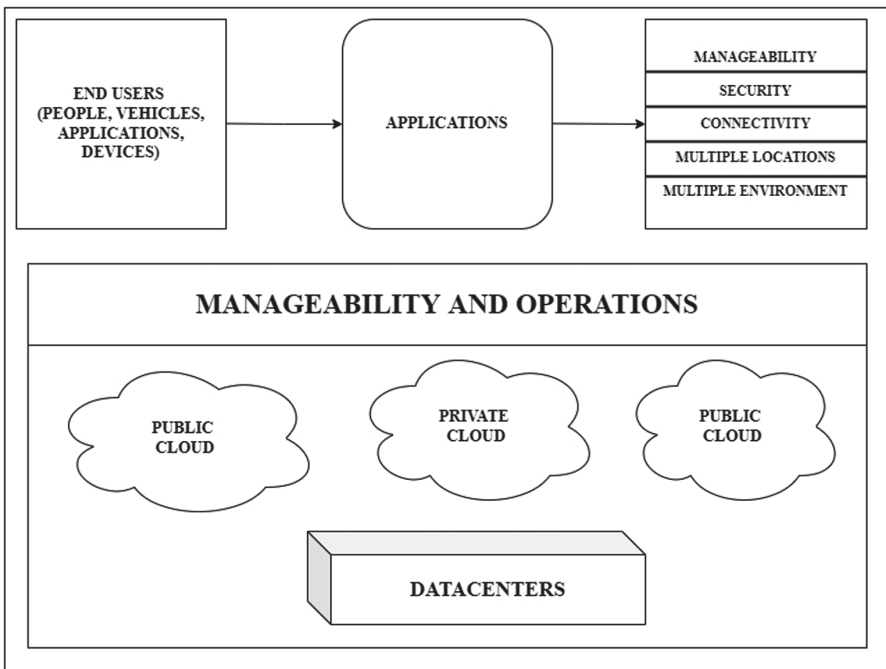 END USERS
(PEOPLE, VEHICLES,
APPLICATIONS,
DEVICES)
APPLICATIONS
MANAGEABILITY
SECURITY
CONNECTIVITY
MULTIPLE LOCATIONS
MULTIPLE ENVIRONMENT
MANAGEABILITY AND OPERATIONS
PUBLIC
CLOUD
PRIVATE
CLOUD
PUBLIC
CLOUD
DATACENTERS